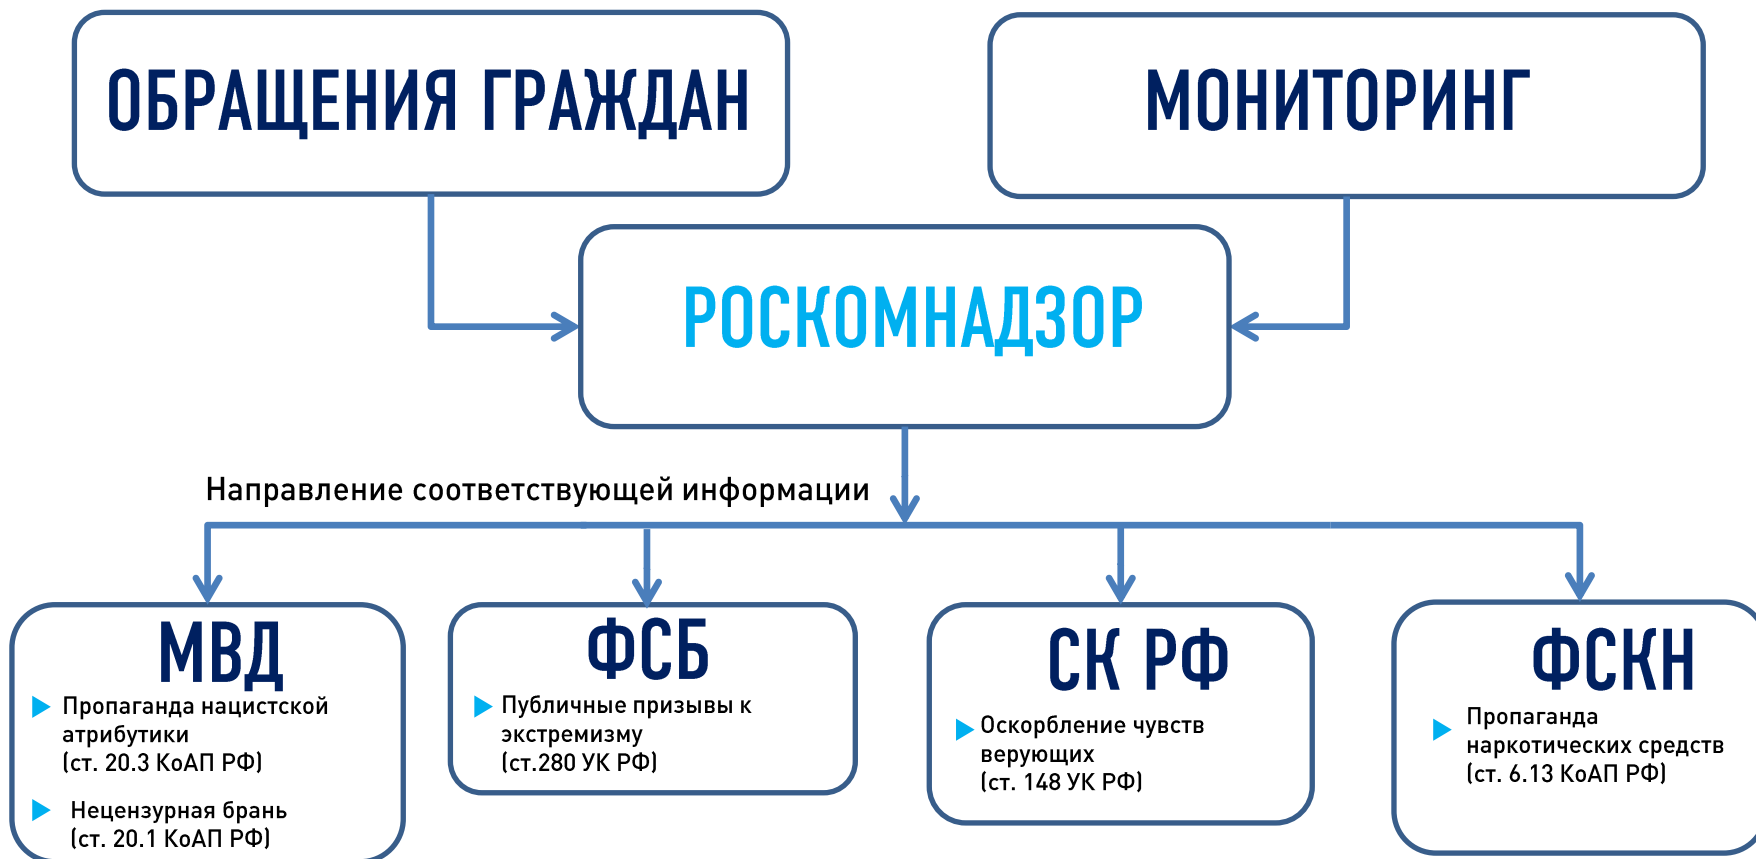 ОБРАЩЕНИЯ ГРАЖДАН
МОНИТОРИНГ
РОСКОМНАДЗОР
Направление соответствующей информации
МВД
Пропаганда нацистской
атрибутики
(ст. 20.3 КоАП РФ)
Нецензурная брань
(ст. 20.1 КоАП РФ)
ФСБ
Публичные призывы к
экстремизму
(ст.280 УК РФ)
СК РФ
Оскорбление чувств
верующих
(ст. 148 УК РФ)
ФСКН
Пропаганда
наркотических средств
(ст. 6.13 КоАП РФ)